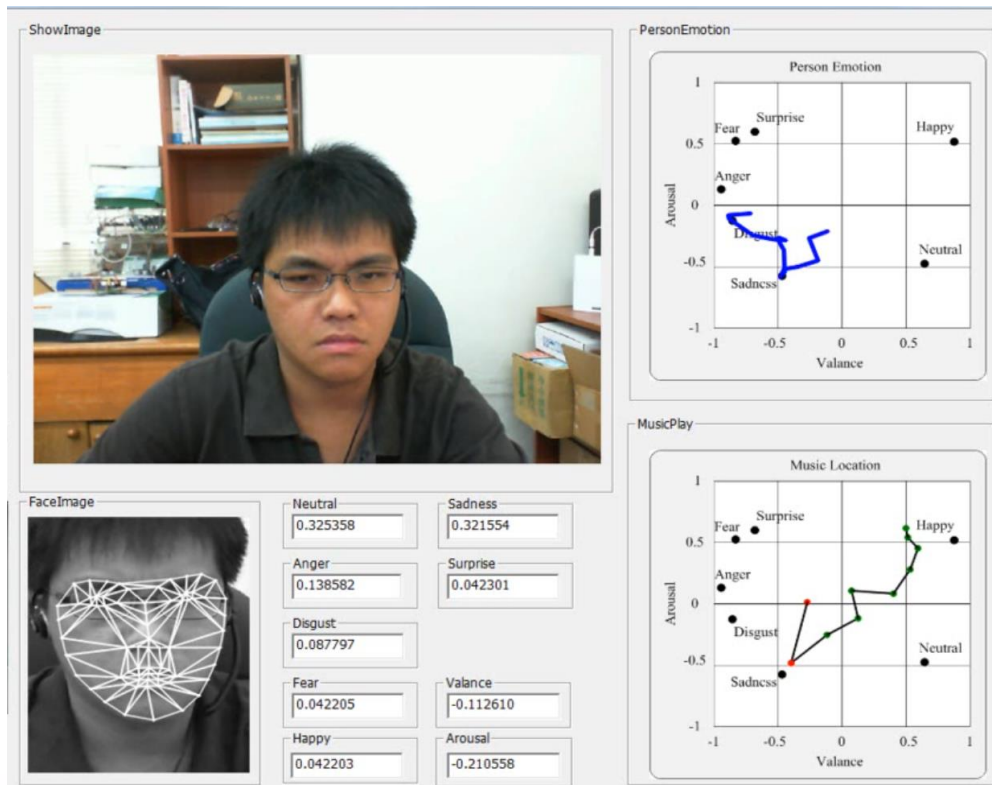 ShowImage
PersonEmotion
Person Emotion
1
Surprise
Fear
Happy
0.5
Anger
Arousal
0
Disgust
Neutral
-0.5
Sadness
-1
-1
-0.5
0
0.5
1
Valance
MusicPlay
Music Location
1
Surprise
Fear
Happy
0.5
Anger
Arousal
0
Disgust
Neutral
-0.5
Sadness
-1
-1
-0.5
0
0.5
1
Valance
FaceImage
Neutral
0.325358
Sadness
0.321554
Anger
0.138582
Surprise
0.042301
Disgust
0.087797
Fear
0.042205
Valance
-0.112610
Happy
0.042203
Arousal
-0.210558